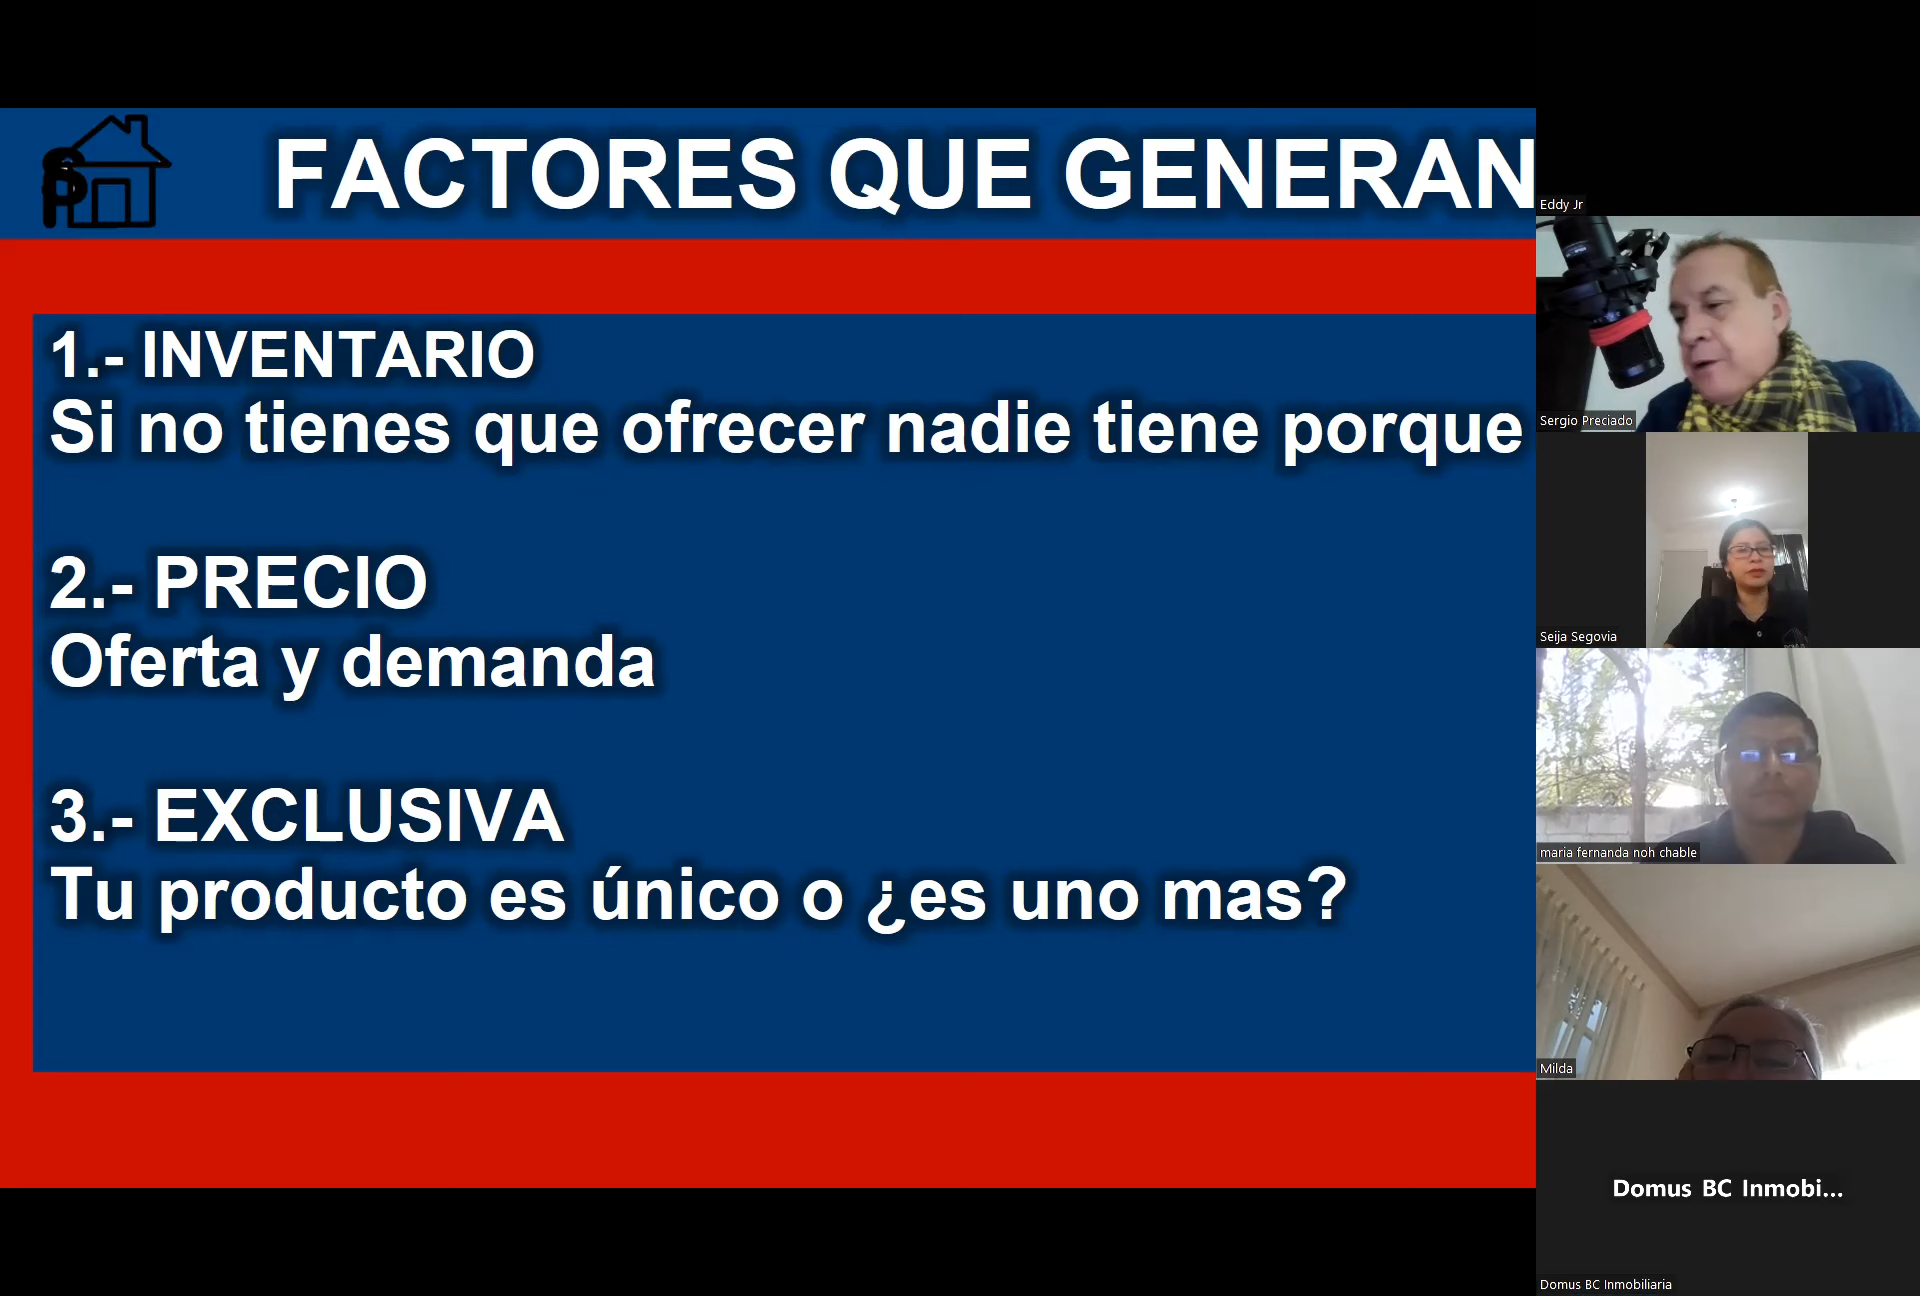 FACTORES QUE GENERAN
1.- INVENTARIO
Si no tienes que ofrecer nadie tiene porque
2.- PRECIO
Oferta y demanda
3.- EXCLUSIVA
Tu producto es único o ¿es uno mas?
Eddy Jr
Sergio Preciado
Seija Segovia
maria fernanda noh chable
Milda
Domus BC Inmobi...
Domus BC Inmobiliaria